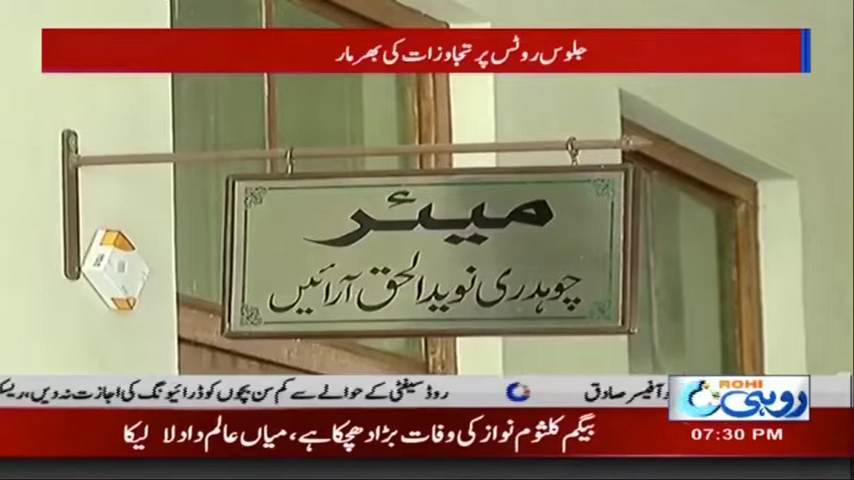 جلوس روٹس پر تجاوزات کی بھرمار
میئر
چوہدری نوید الحق آرائیں
آفیسر صادق
روڈ سیفٹی کے حوالے سے کم سن بچوں کو ڈرائیونگ کی اجازت نہ دیں،
ROHI
روہی
07:30 PM
بیگم کلثوم نواز کی وفات بڑا دھچکا ہے، میاں عالم داد لالیکا